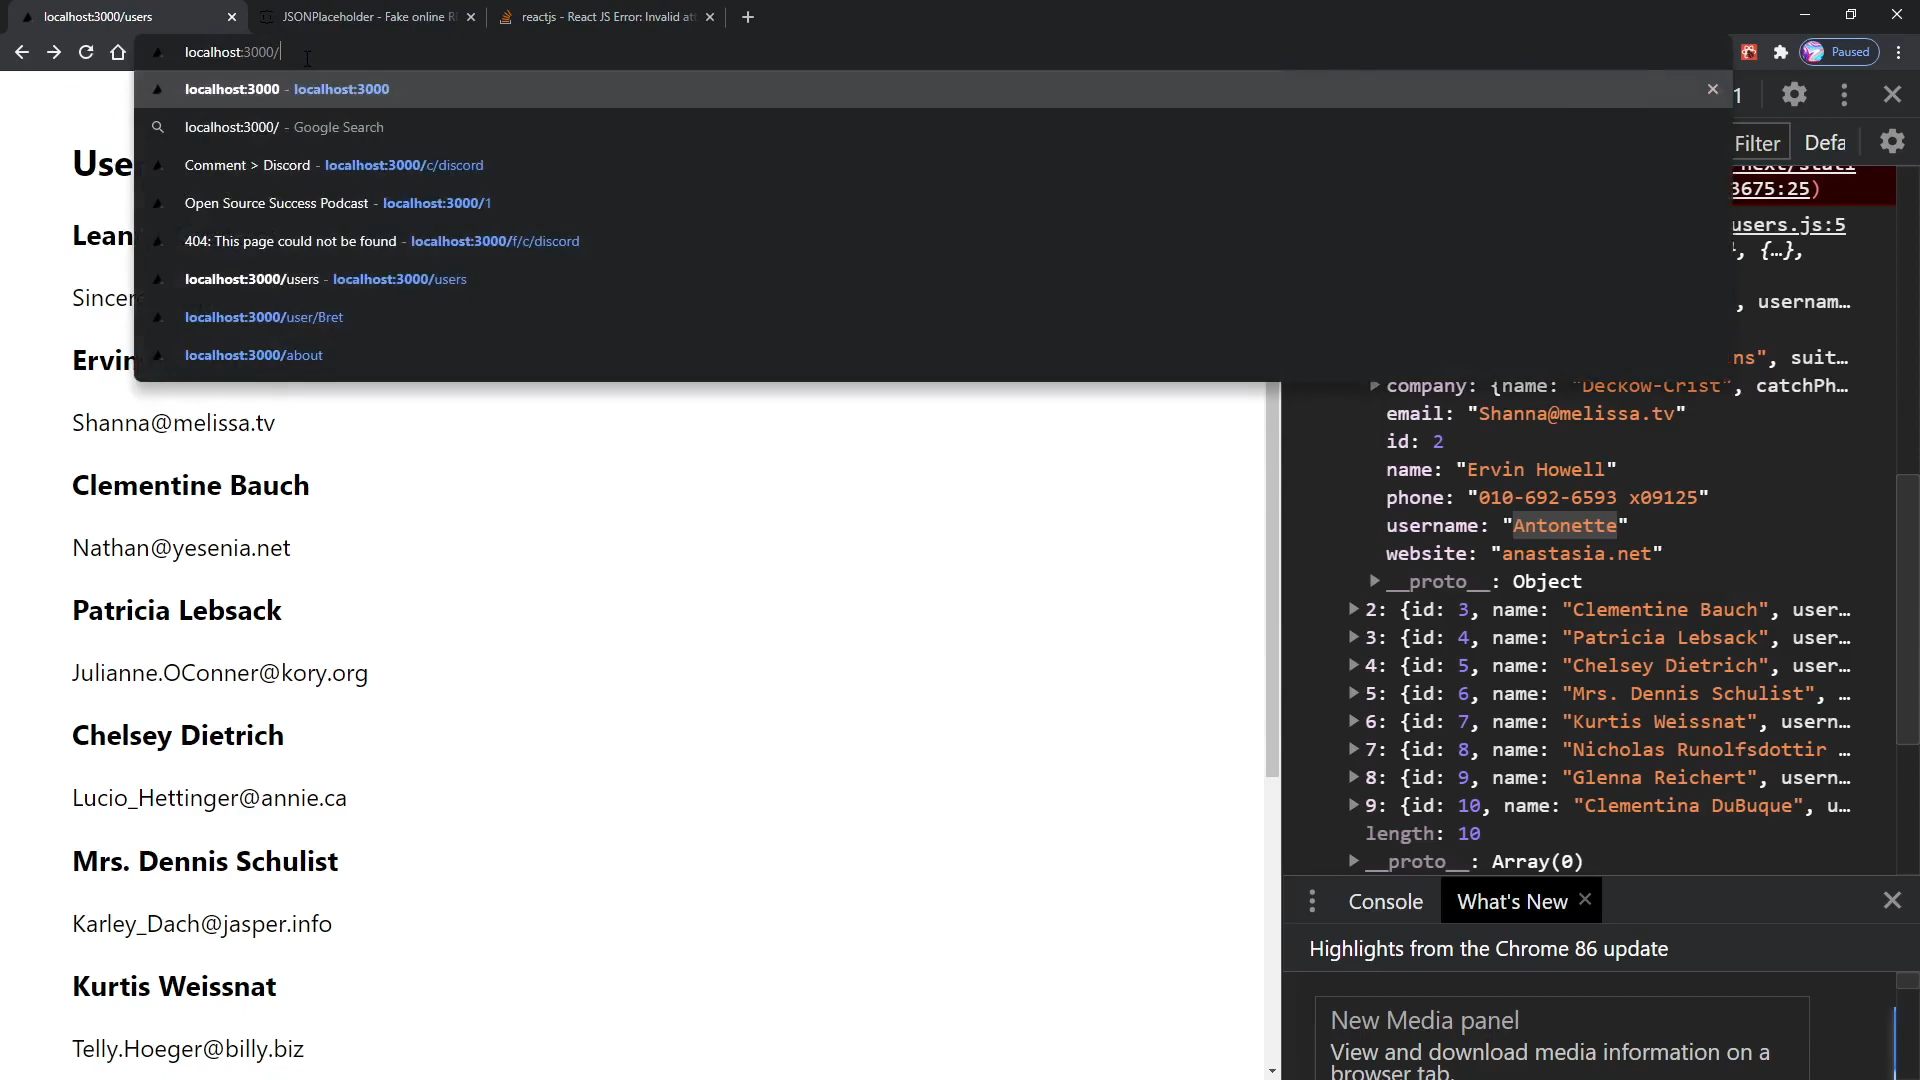 localhost:3000/users
JSONPlaceholder - Fake online R
reactjs - React JS Error: Invalid at
localhost:3000/
Paused
localhost:3000 - localhost:3000
localhost:3000/ - Google Search
Comment > Discord - localhost:3000/c/discord
Open Source Success Podcast - localhost:3000/1
404: This page could not be found - localhost:3000/f/c/discord
localhost:3000/users - localhost:3000/users
localhost:3000/user/Bret
localhost:3000/about
Use
Lean
Sincer
Ervin
Shanna@melissa.tv
Clementine Bauch
Nathan@yesenia.net
Patricia Lebsack
Julianne.OConner@kory.org
Chelsey Dietrich
Lucio_Hettinger@annie.ca
Mrs. Dennis Schulist
Karley_Dach@jasper.info
Kurtis Weissnat
Telly.Hoeger@billy.biz
1
Filter Defa
3675:25)
users.js:5
, {…},
, usernam…
ns", suit…
company: {name: "Deckow-Crist", catchPh…
email: "Shanna@melissa.tv"
id: 2
name: "Ervin Howell"
phone: "010-692-6593 x09125"
username: "Antonette"
website: "anastasia.net"
__proto__: Object
2: {id: 3, name: "Clementine Bauch", user…
3: {id: 4, name: "Patricia Lebsack", user…
4: {id: 5, name: "Chelsey Dietrich", user…
5: {id: 6, name: "Mrs. Dennis Schulist", …
6: {id: 7, name: "Kurtis Weissnat", usern…
7: {id: 8, name: "Nicholas Runolfsdottir …
8: {id: 9, name: "Glenna Reichert", usern…
9: {id: 10, name: "Clementina DuBuque", u…
length: 10
__proto__: Array(0)
Console What's New
Highlights from the Chrome 86 update
New Media panel
View and download media information on a
browser tab.